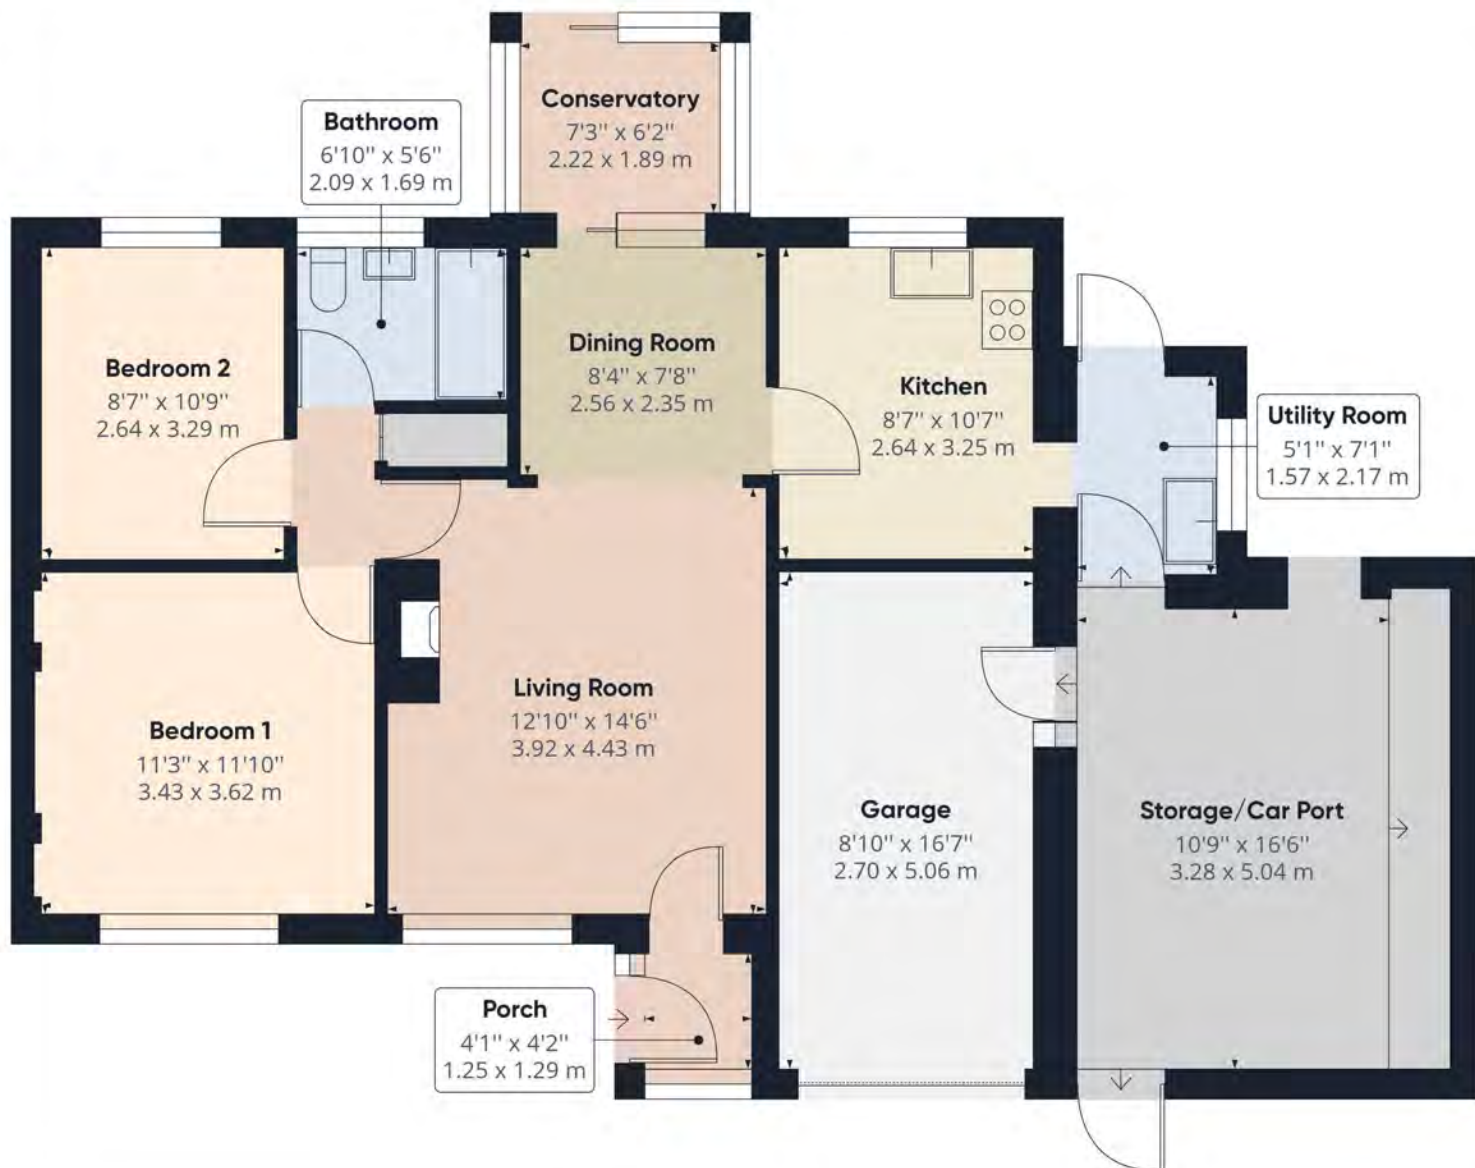 Conservatory
7'3" x 6'2"
2.22 x 1.89 m
Bathroom
6'10" x 5'6"
2.09 x 1.69 m
Bedroom 2
8'7" x 10'9"
2.64 x 3.29 m
Dining Room
8'4" x 7'8"
2.56 x 2.35 m
Kitchen
8'7" x 10'7"
2.64 x 3.25 m
Utility Room
5'1" x 7'1"
1.57 x 2.17 m
Bedroom 1
11'3" x 11'10"
3.43 x 3.62 m
Living Room
12'10" x 14'6"
3.92 x 4.43 m
Garage
8'10" x 16'7"
2.70 x 5.06 m
Storage/Car Port
10'9" x 16'6"
3.28 x 5.04 m
Porch
4'1" x 4'2"
1.25 x 1.29 m